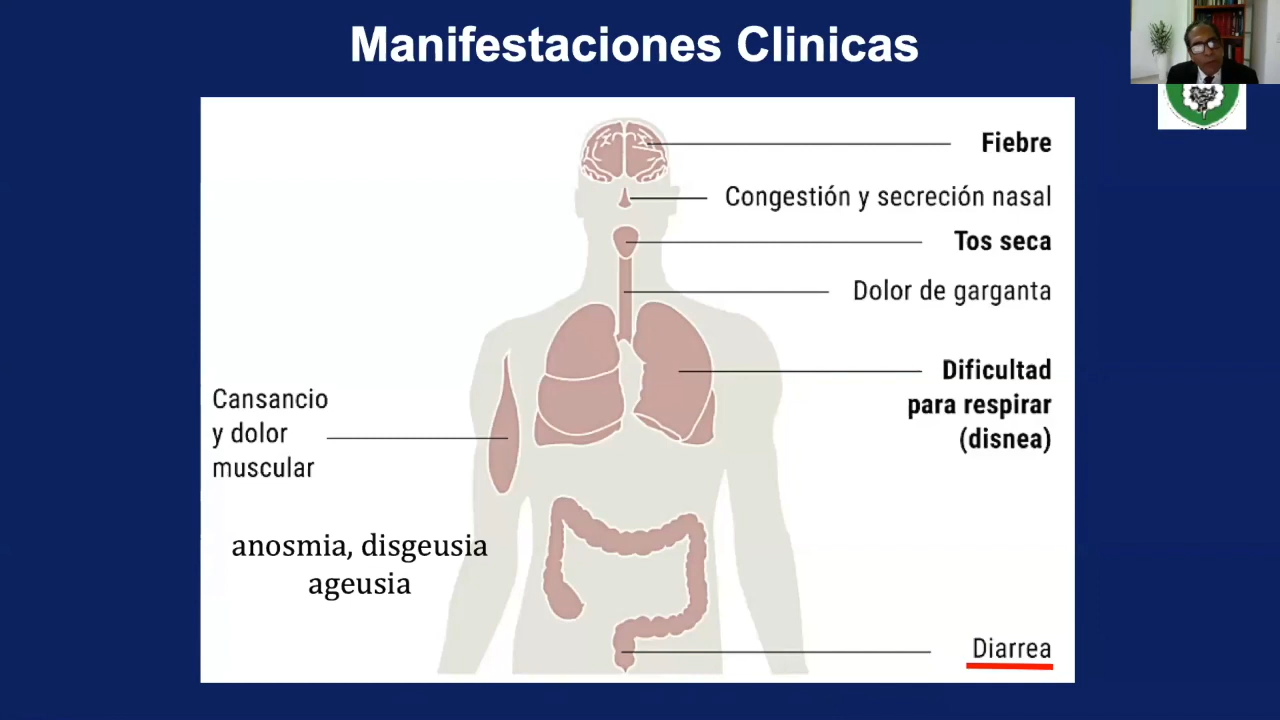 Manifestaciones Clinicas
Fiebre
Congestión y secreción nasal
Tos seca
Dolor de garganta
Dificultad
para respirar
(disnea)
Cansancio
y dolor
muscular
anosmia, disgeusia
ageusia
Diarrea